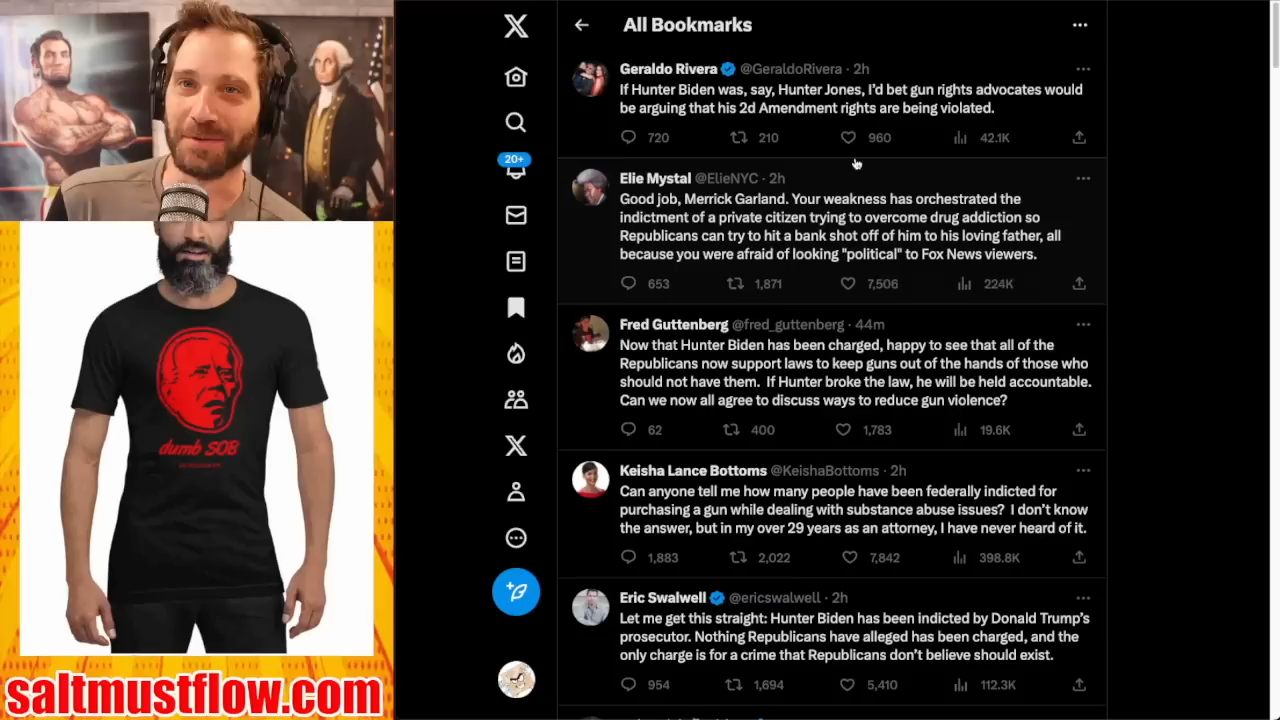 All Bookmarks
Geraldo Rivera @GeraldoRivera · 2h
If Hunter Biden was, say, Hunter Jones, I'd bet gun rights advocates would
be arguing that his 2d Amendment rights are being violated.
720 210 960 42.1K
20+
Elie Mystal @ElieNYC · 2h
Good job, Merrick Garland. Your weakness has orchestrated the
indictment of a private citizen trying to overcome drug addiction so
Republicans can try to hit a bank shot off of him to his loving father, all
because you were afraid of looking "political" to Fox News viewers.
653 1,871 7,506 224K
Fred Guttenberg @fred_guttenberg · 44m
Now that Hunter Biden has been charged, happy to see that all of the
Republicans now support laws to keep guns out of the hands of those who
should not have them. If Hunter broke the law, he will be held accountable.
Can we now all agree to discuss ways to reduce gun violence?
62 400 1,783 19.6K
Keisha Lance Bottoms @KeishaBottoms · 2h
Can anyone tell me how many people have been federally indicted for
purchasing a gun while dealing with substance abuse issues? I don't know
the answer, but in my over 29 years as an attorney, I have never heard of it.
1,883 2,022 7,842 398.8K
Eric Swalwell @ericswalwell · 2h
Let me get this straight: Hunter Biden has been indicted by Donald Trump's
prosecutor. Nothing Republicans have alleged has been charged, and the
only charge is for a crime that Republicans don't believe should exist.
954 1,694 5,410 112.3K
dumb SOB
saltmustflow.com